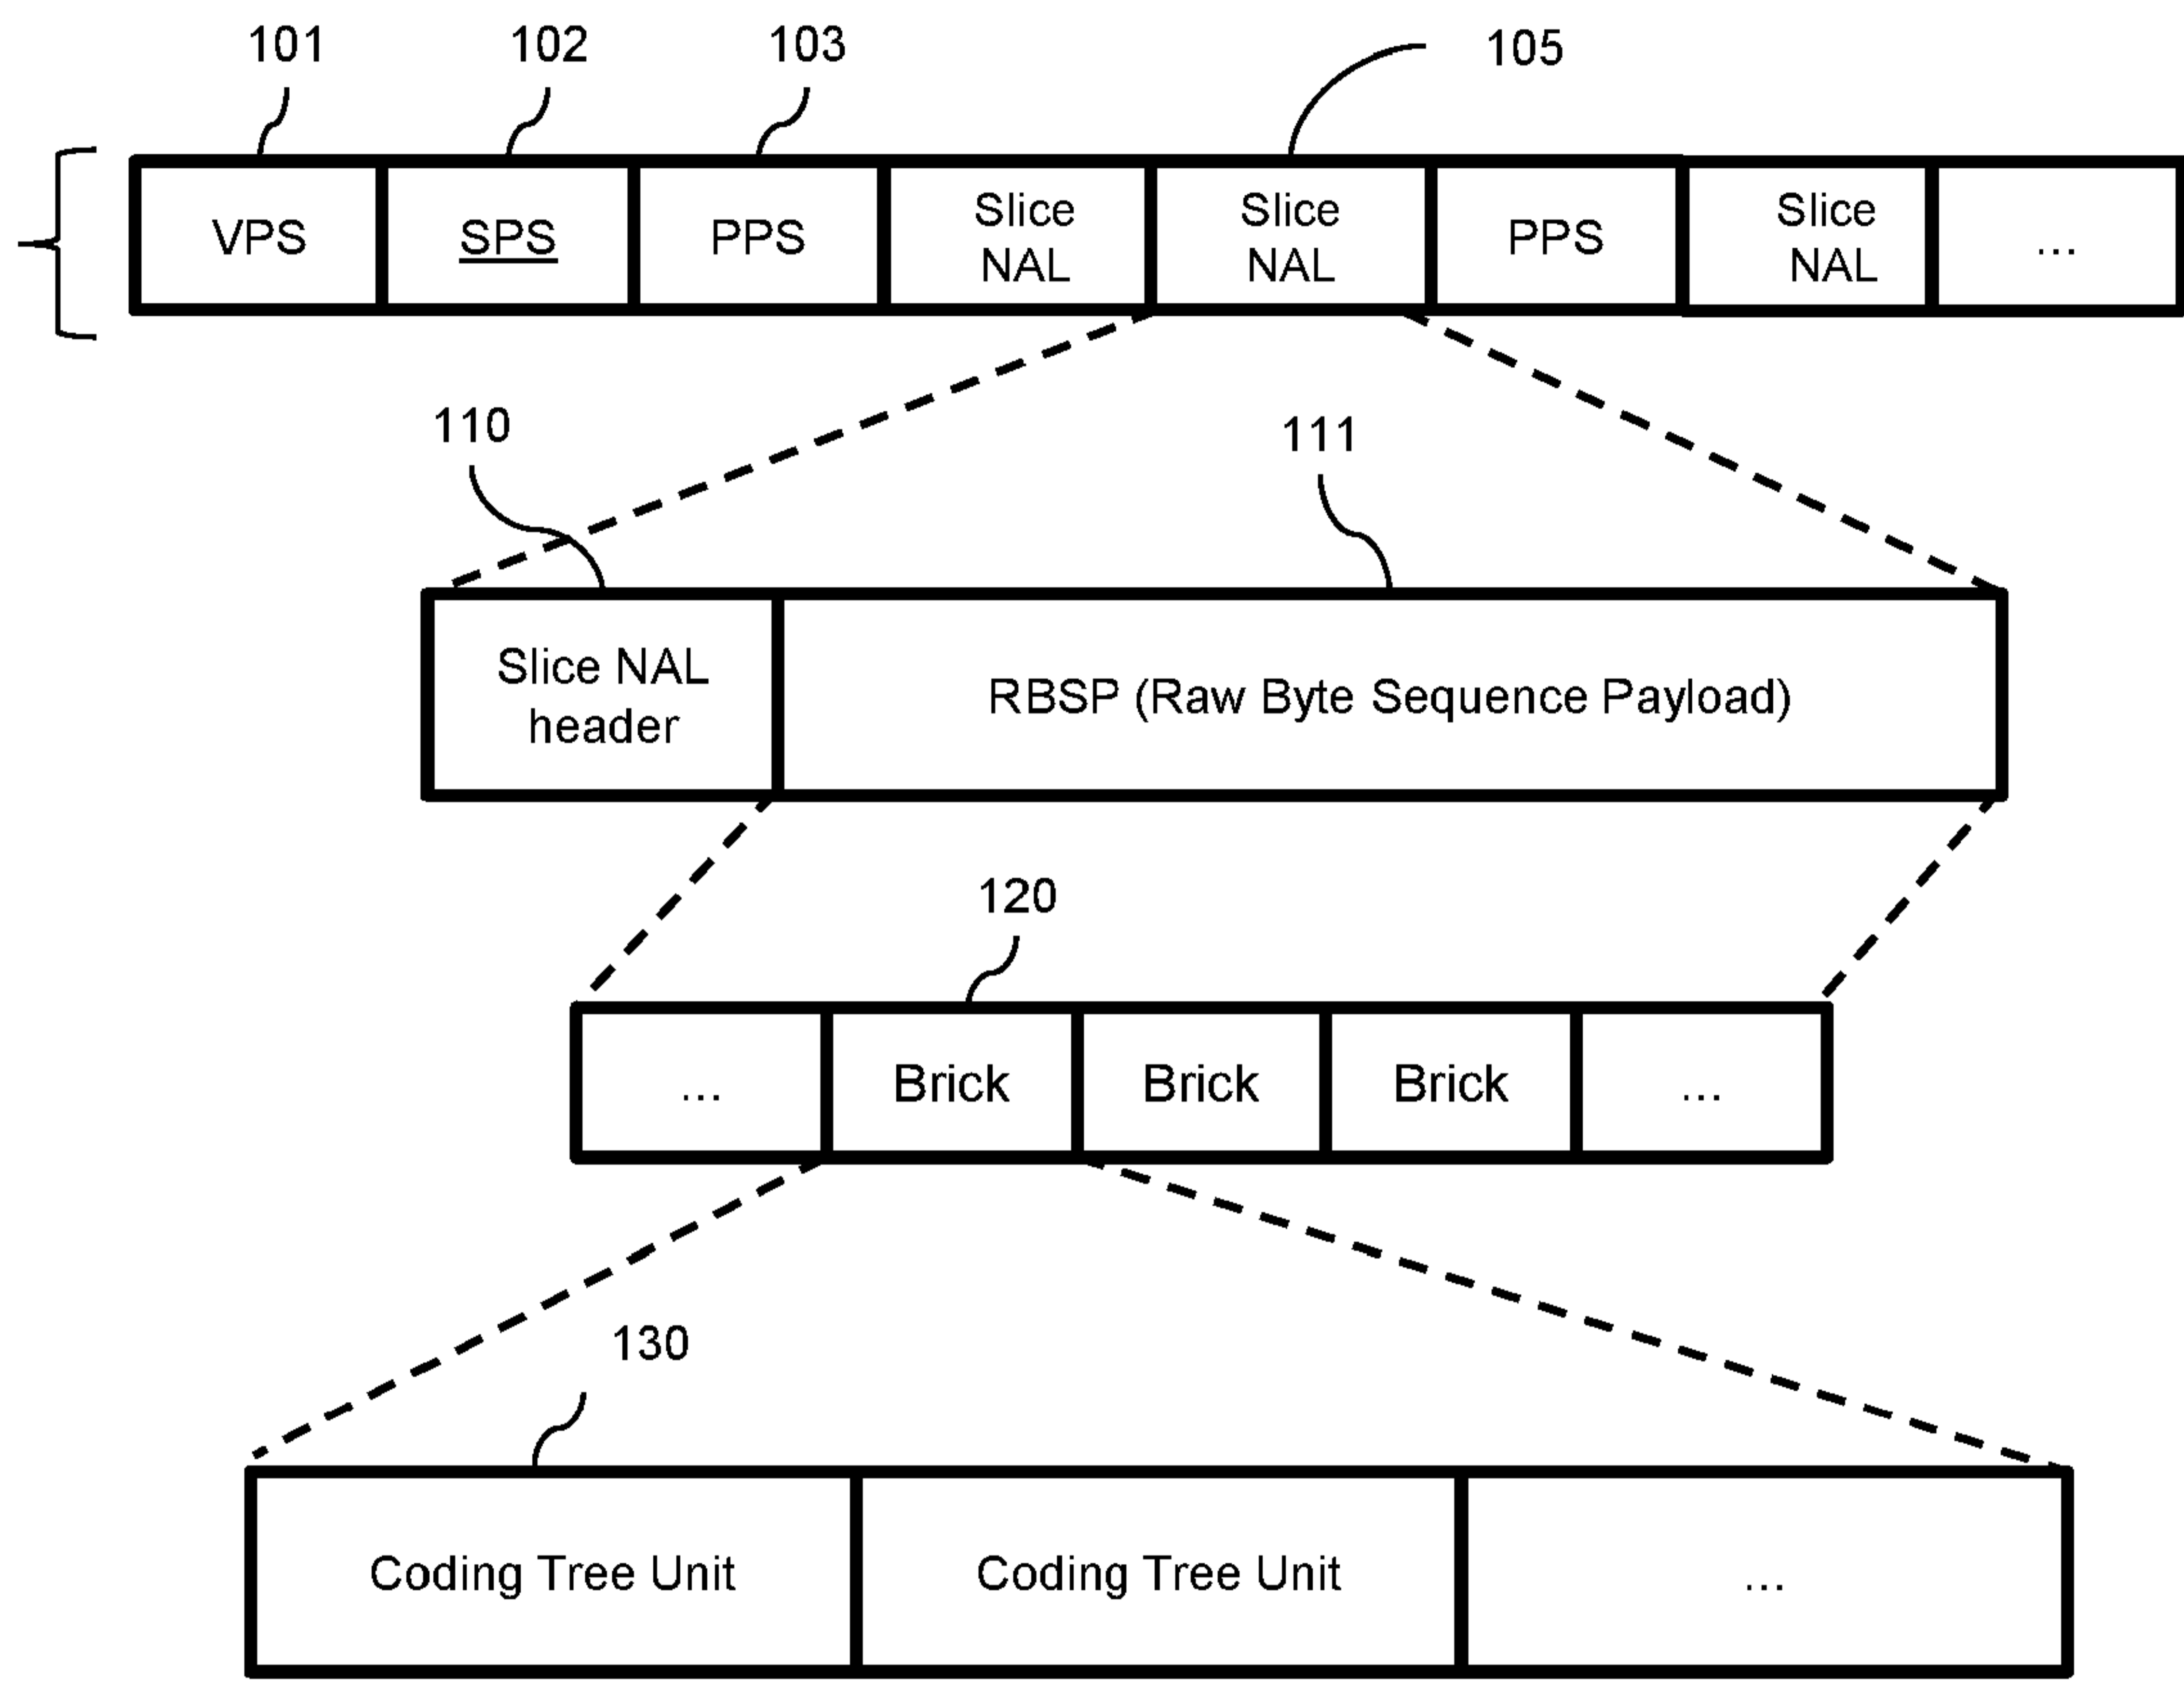 101 102 103 105
VPS SPS PPS Slice NAL Slice NAL PPS Slice NAL ...
110 111
Slice NAL header RBSP (Raw Byte Sequence Payload)
120
... Brick Brick Brick ...
130
Coding Tree Unit Coding Tree Unit ...